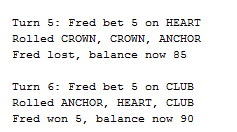 Turn 5: Fred bet 5 on HEART
Rolled CROWN, CROWN, ANCHOR
Fred lost, balance now 85
Turn 6: Fred bet 5 on CLUB
Rolled ANCHOR, HEART, CLUB
Fred won 5, balance now 90